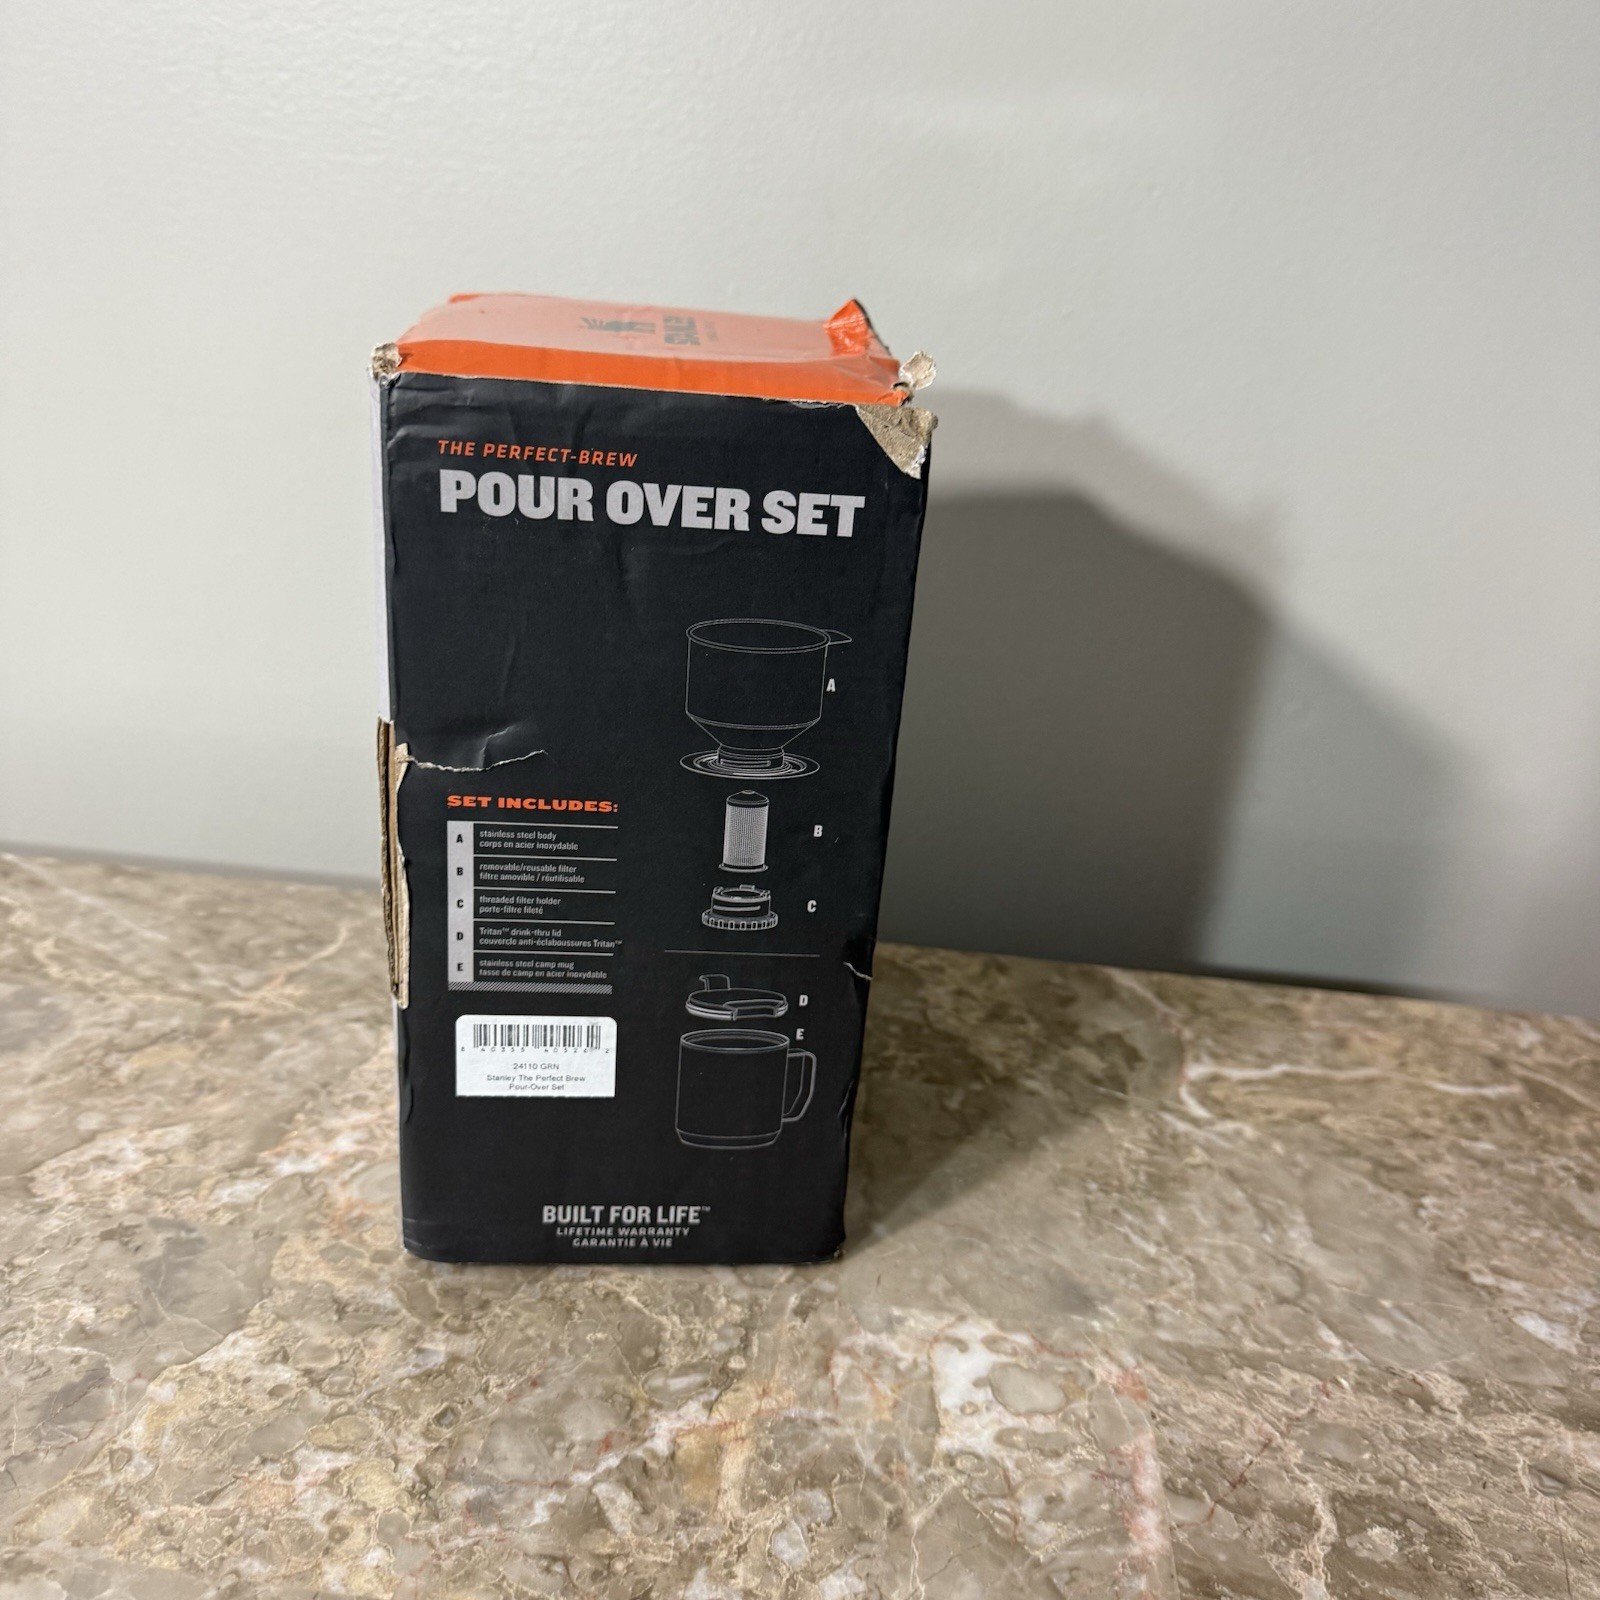 STANLEY
THE PERFECT-BREW
POUR OVER SET
A
B
C
D
E
SET INCLUDES:
A stainless steel body
corps en acier inoxydable
B removable/reusable filter
filtre amovible / réutilisable
C threaded filter holder
porte-filtre fileté
D Tritan™ drink-thru lid
couvercle anti-éclaboussures Tritan™
E stainless steel camp mug
tasse de camp en acier inoxydable
24110 GRN
Stanley The Perfect Brew
Pour-Over Set
BUILT FOR LIFE™
LIFETIME WARRANTY
GARANTIE À VIE